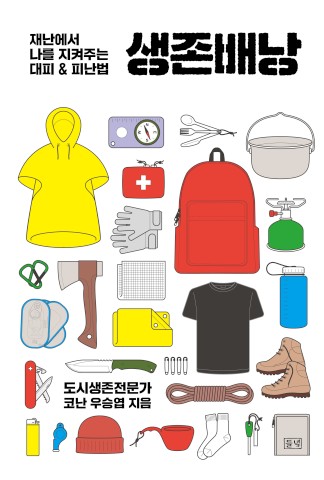 재난에서
나를 지켜주는
대피 & 피난법
생존배낭
도시생존전문가
코난 우승엽 지음
들녘